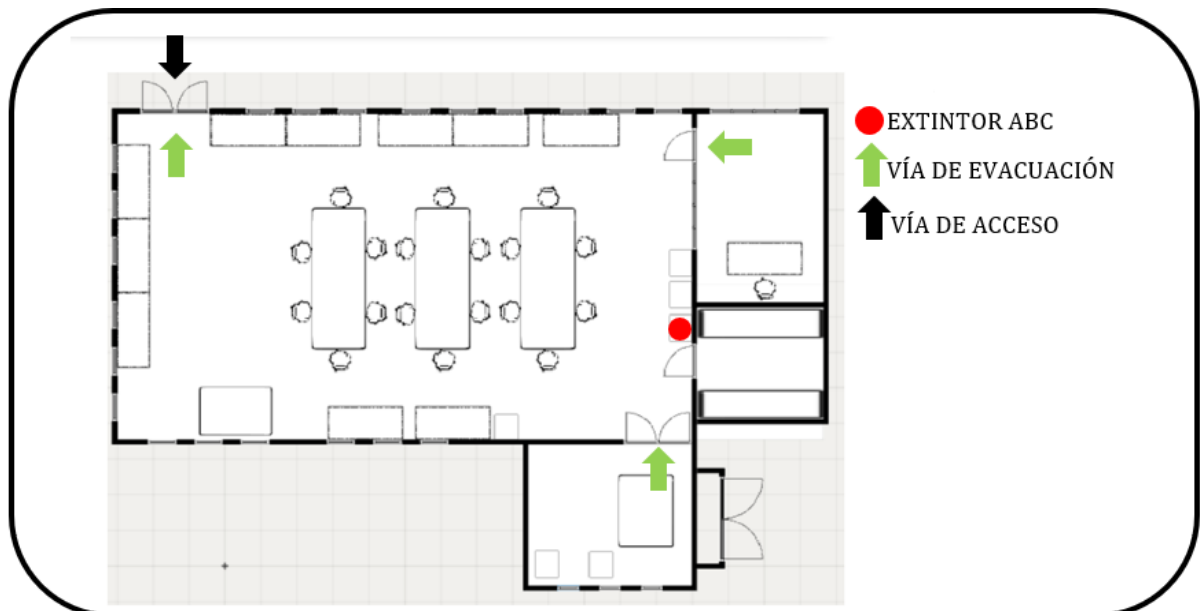 EXTINTOR ABC
VÍA DE EVACUACIÓN
VÍA DE ACCESO